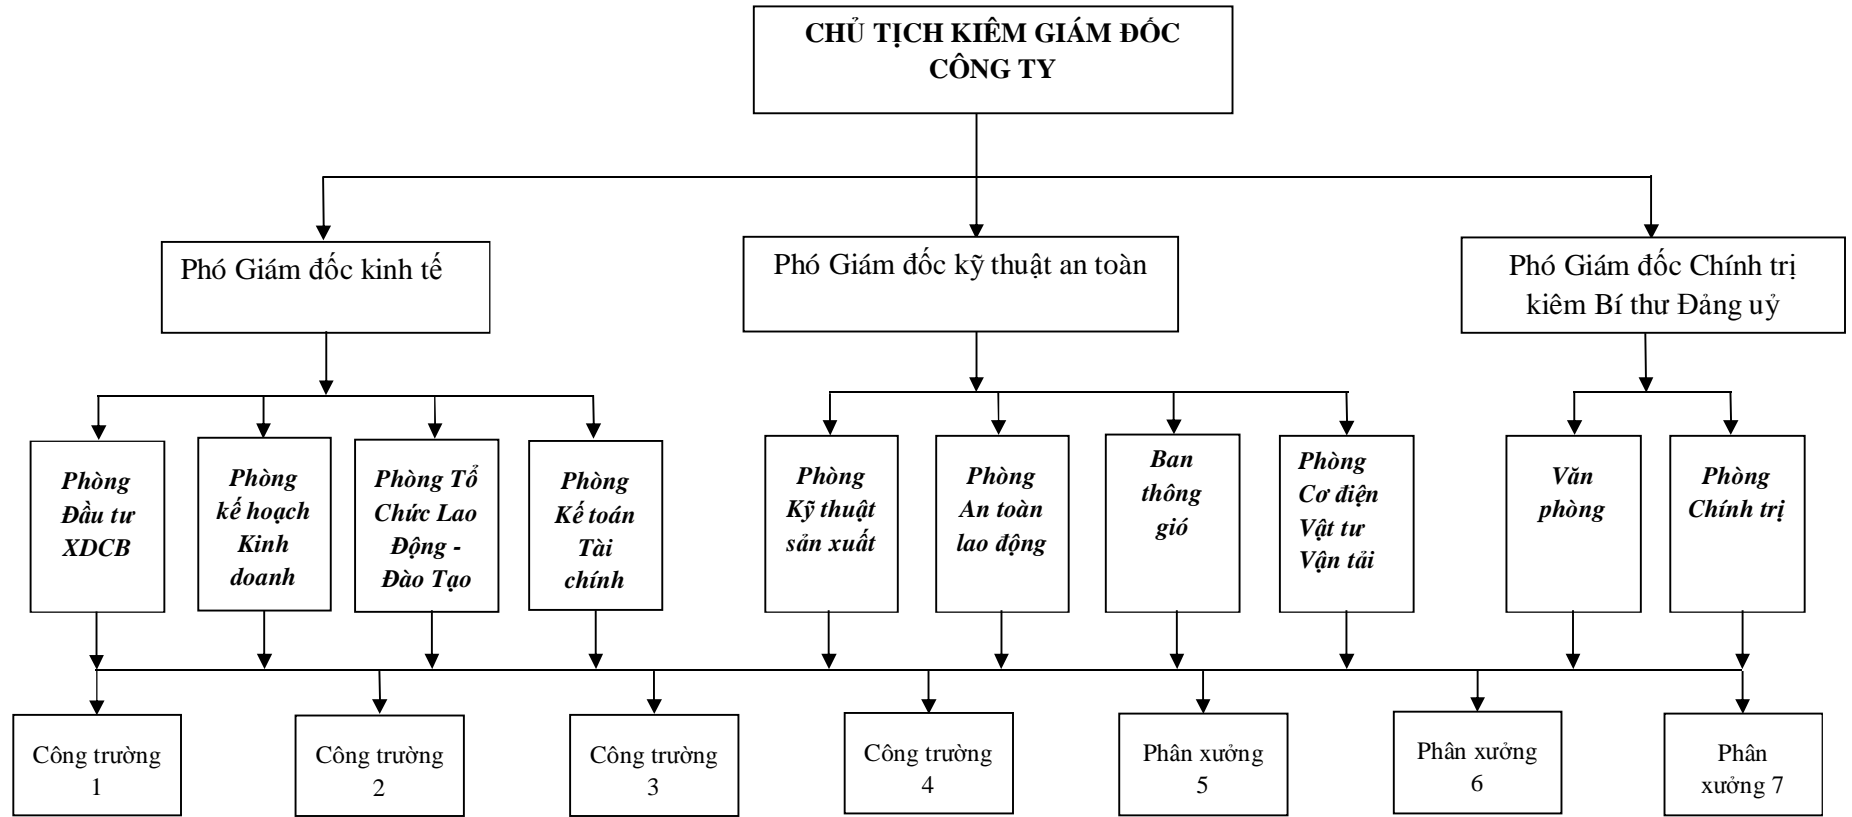 CHỦ TỊCH KIÊM GIÁM ĐỐC
CÔNG TY
Phó Giám đốc kinh tế
Phó Giám đốc kỹ thuật an toàn
Phó Giám đốc Chính trị
kiêm Bí thư Đảng uỷ
Phòng
Đầu tư
XDCB
Phòng
kế hoạch
Kinh
doanh
Phòng Tổ
Chức Lao
Động -
Đào Tạo
Phòng
Kế toán
Tài
chính
Phòng
Kỹ thuật
sản xuất
Phòng
An toàn
lao động
Ban
thông
gió
Phòng
Cơ điện
Vật tư
Vận tải
Văn
phòng
Phòng
Chính trị
Công trường
1
Công trường
2
Công trường
3
Công trường
4
Phân xưởng
5
Phân xưởng
6
Phân
xưởng 7